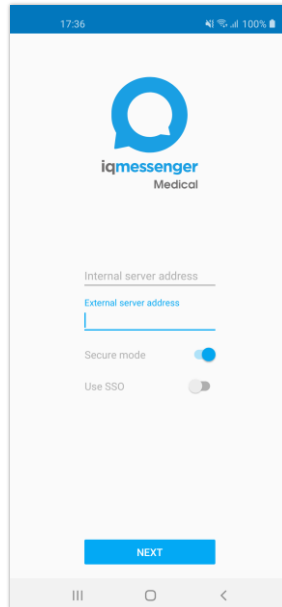 17:36 100%
iqmessenger
Medical
Internal server address
External server address
Secure mode
Use SSO
NEXT